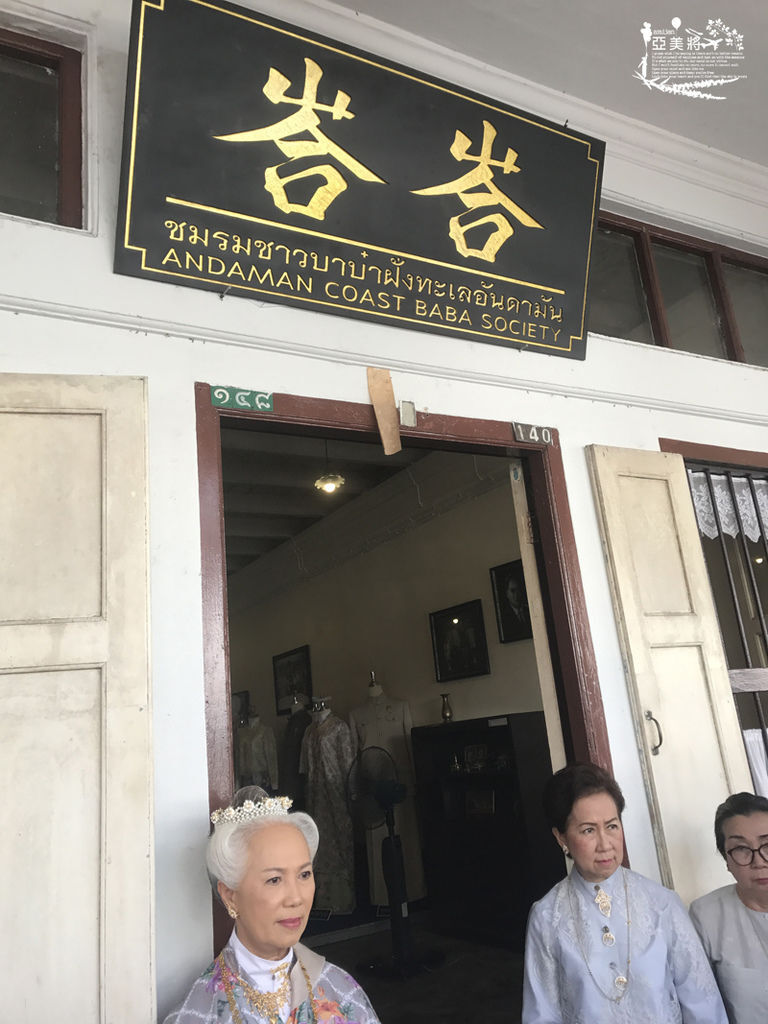 亞美將
峇峇
ชมรมชาวบาบ๋าฝั่งทะเลอันดามัน
ANDAMAN COAST BABA SOCIETY
๑๔๘
140